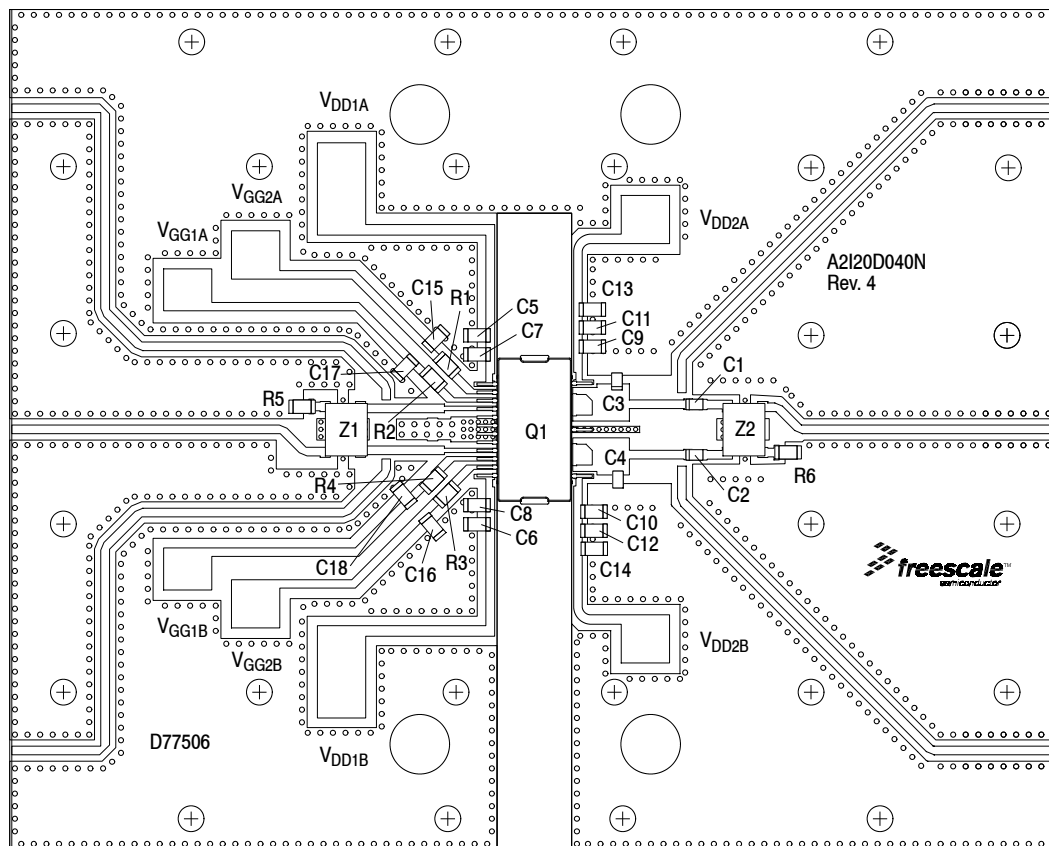 VDD1A
VGG2A
VGG1A
VDD2A
A2I20D040N
Rev. 4
C15
R1
C5
C7
C13
C11
C9
C17
R5
R2
C3
C1
Z1
Q1
Z2
R4
C4
C2
R6
C18
C16
R3
C8
C6
C10
C12
C14
freescale™
semiconductor
VGG1B
VGG2B
VDD2B
D77506
VDD1B